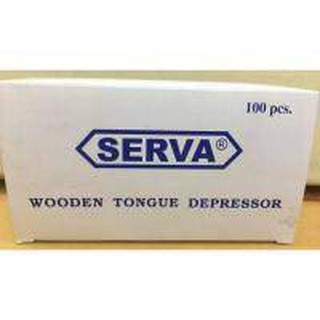 100 pcs.
SERVA®
WOODEN TONGUE DEPRESSOR